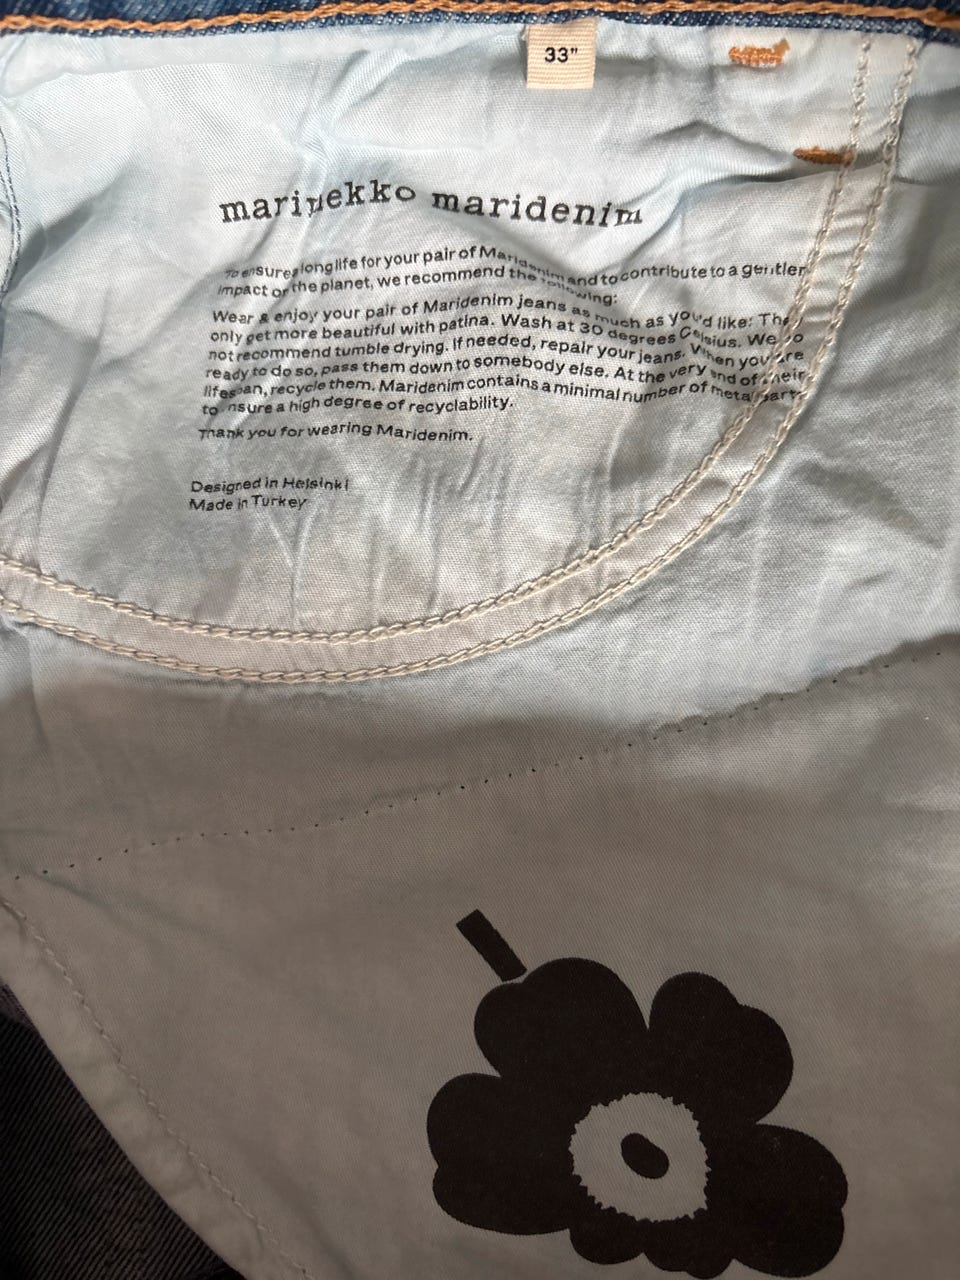 33"
marimekko maridenim
To ensure a long life for your pair of Maridenim and to contribute to a gentler
impact on the planet, we recommend the following:
Wear & enjoy your pair of Maridenim jeans as much as you'd like: They
only get more beautiful with patina. Wash at 30 degrees Celsius. We do
not recommend tumble drying. If needed, repair your jeans. When you are
ready to do so, pass them down to somebody else. At the very end of their
lifespan, recycle them. Maridenim contains a minimal number of metal parts
to ensure a high degree of recyclability.
Thank you for wearing Maridenim.
Designed in Helsinki
Made in Turkey